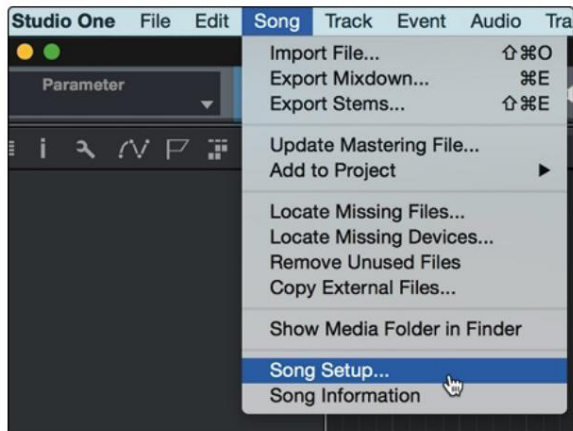 Studio One File Edit Song Track Event Audio Tra
Parameter
Import File... ⇧⌘O
Export Mixdown... ⌘E
Export Stems... ⇧⌘E
Update Mastering File...
Add to Project
Locate Missing Files...
Locate Missing Devices...
Remove Unused Files
Copy External Files...
Show Media Folder in Finder
Song Setup...
Song Information